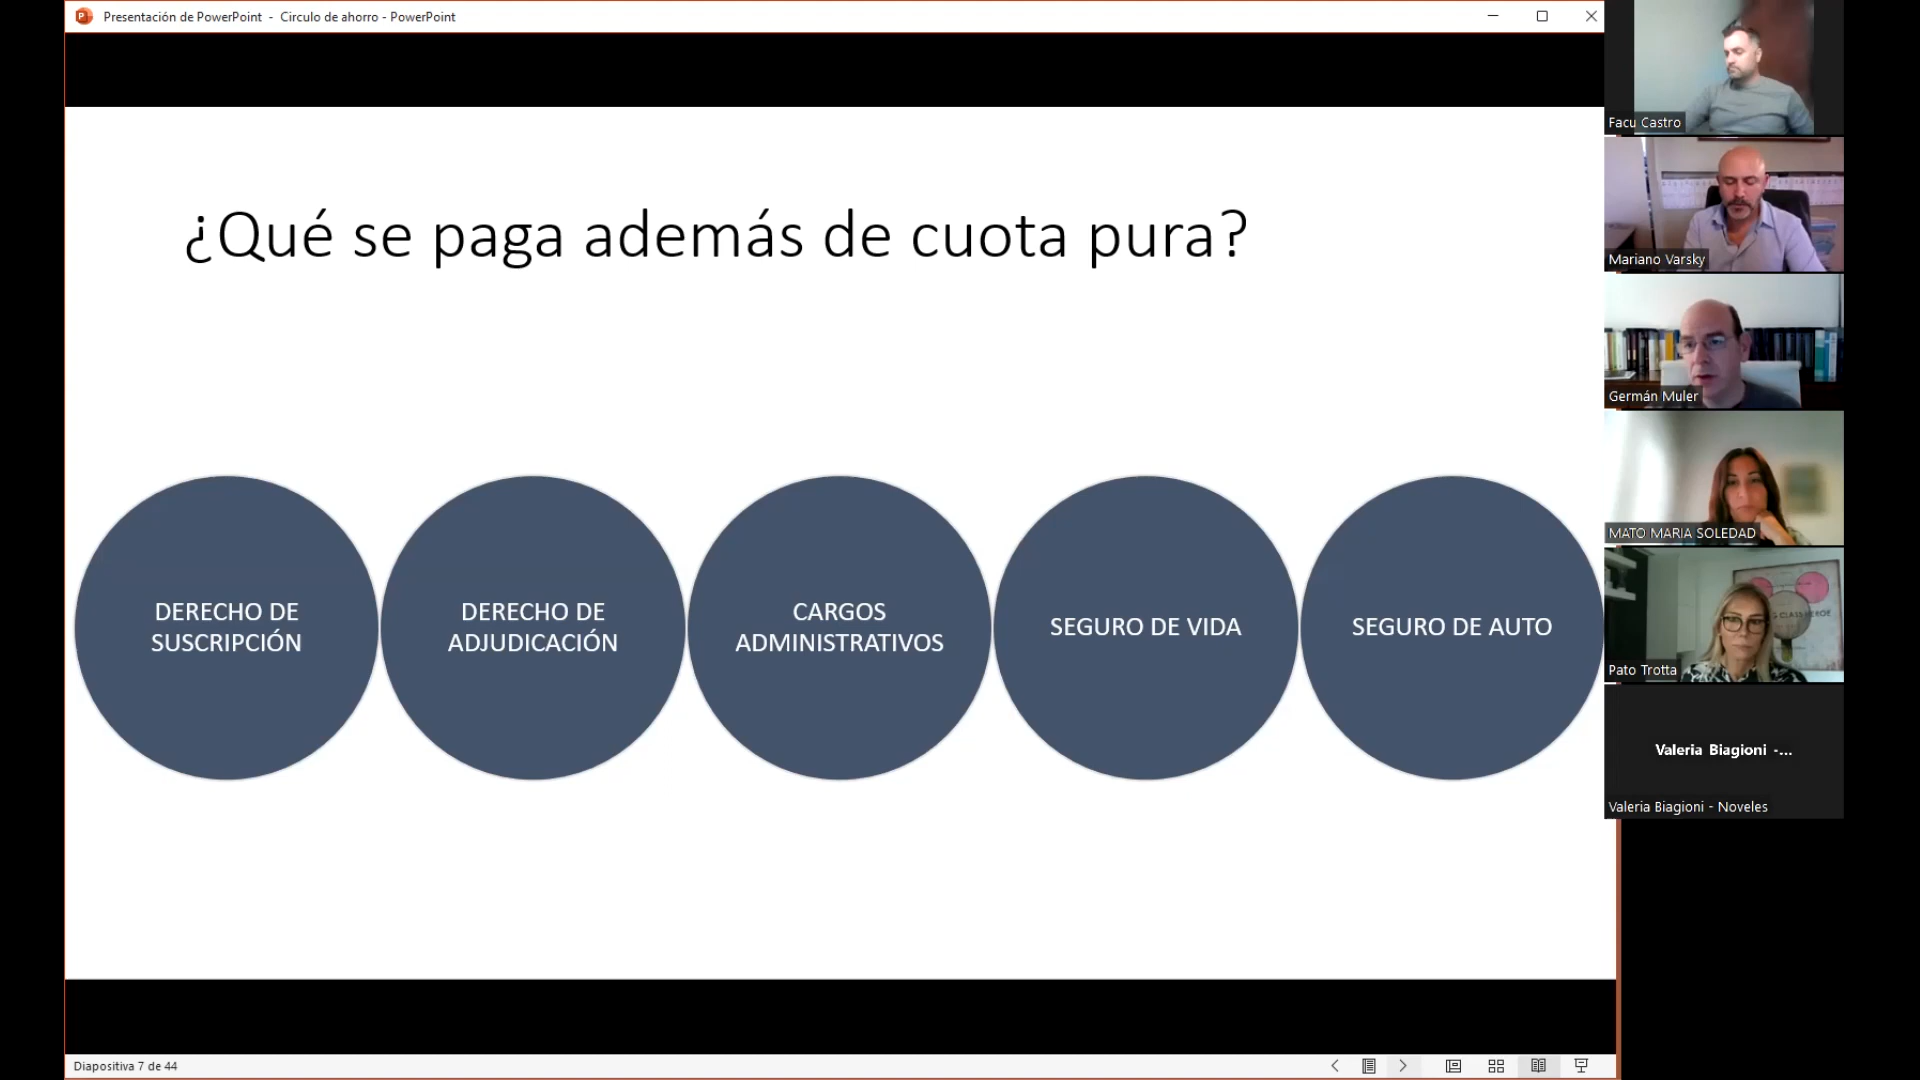 Presentación de PowerPoint - Circulo de ahorro - PowerPoint
¿Qué se paga además de cuota pura?
DERECHO DE
SUSCRIPCIÓN
DERECHO DE
ADJUDICACIÓN
CARGOS
ADMINISTRATIVOS
SEGURO DE VIDA
SEGURO DE AUTO
Facu Castro
Mariano Varsky
Germán Muler
MATO MARIA SOLEDAD
Pato Trotta
Valeria Biagioni -...
Valeria Biagioni - Noveles
Diapositiva 7 de 44